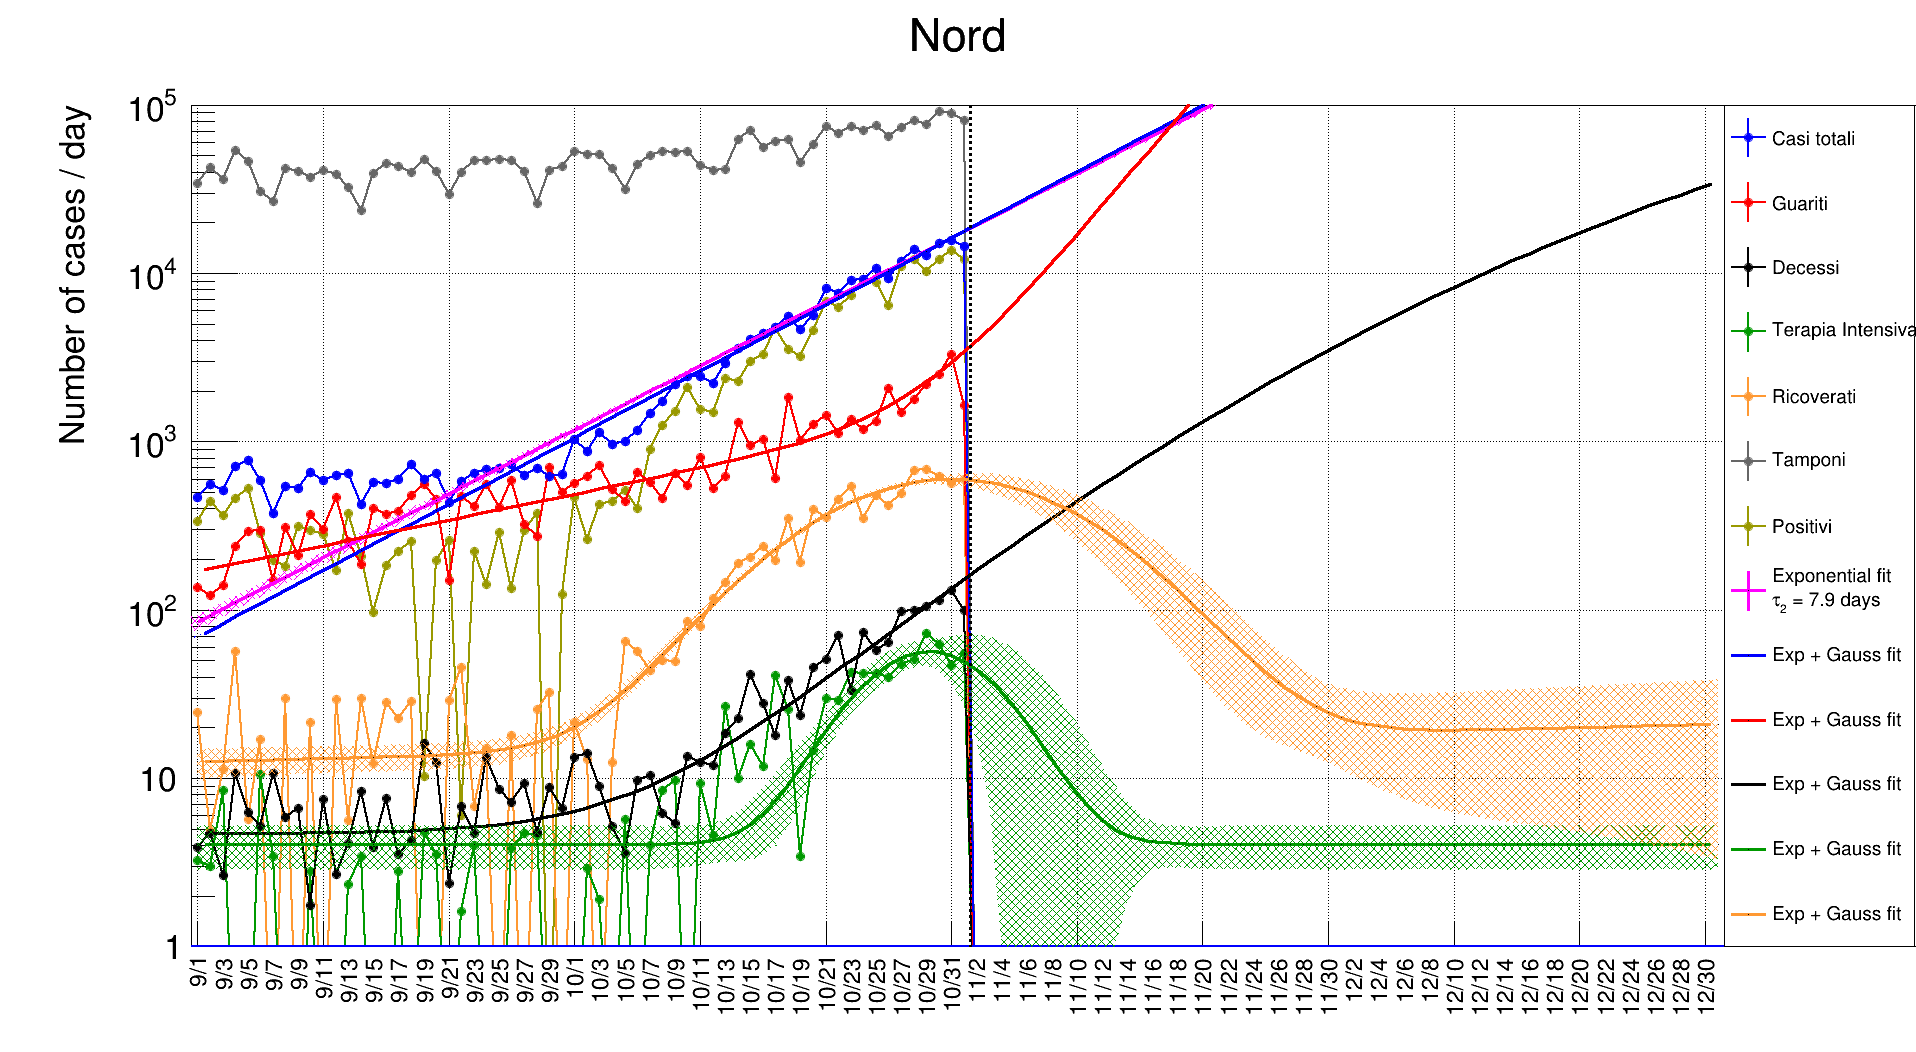 Nord
Number of cases / day
10⁵
10⁴
10³
10²
10
1
9/1 9/3 9/5 9/7 9/9 9/11 9/13 9/15 9/17 9/19 9/21 9/23 9/25 9/27 9/29 10/1 10/3 10/5 10/7 10/9 10/11 10/13 10/15 10/17 10/19 10/21 10/23 10/25 10/27 10/29 10/31 11/2 11/4 11/6 11/8 11/10 11/12 11/14 11/16 11/18 11/20 11/22 11/24 11/26 11/28 11/30 12/2 12/4 12/6 12/8 12/10 12/12 12/14 12/16 12/18 12/20 12/22 12/24 12/26 12/28 12/30
Casi totali
Guariti
Decessi
Terapia Intensiva
Ricoverati
Tamponi
Positivi
Exponential fit
τ₂ = 7.9 days
Exp + Gauss fit
Exp + Gauss fit
Exp + Gauss fit
Exp + Gauss fit
Exp + Gauss fit